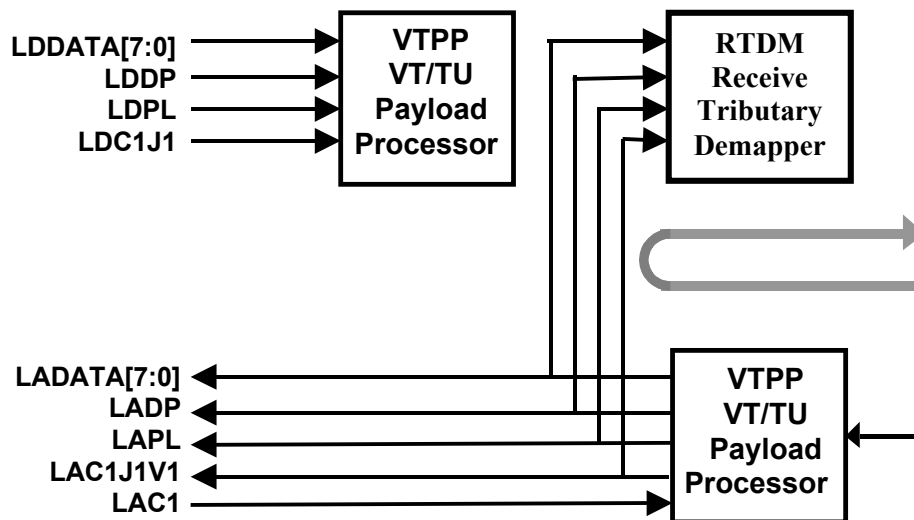 LDDATA[7:0]
LDDP
LDPL
LDC1J1
VTPP
VT/TU
Payload
Processor
RTDM
Receive
Tributary
Demapper
LADATA[7:0]
LADP
LAPL
LAC1J1V1
LAC1
VTPP
VT/TU
Payload
Processor